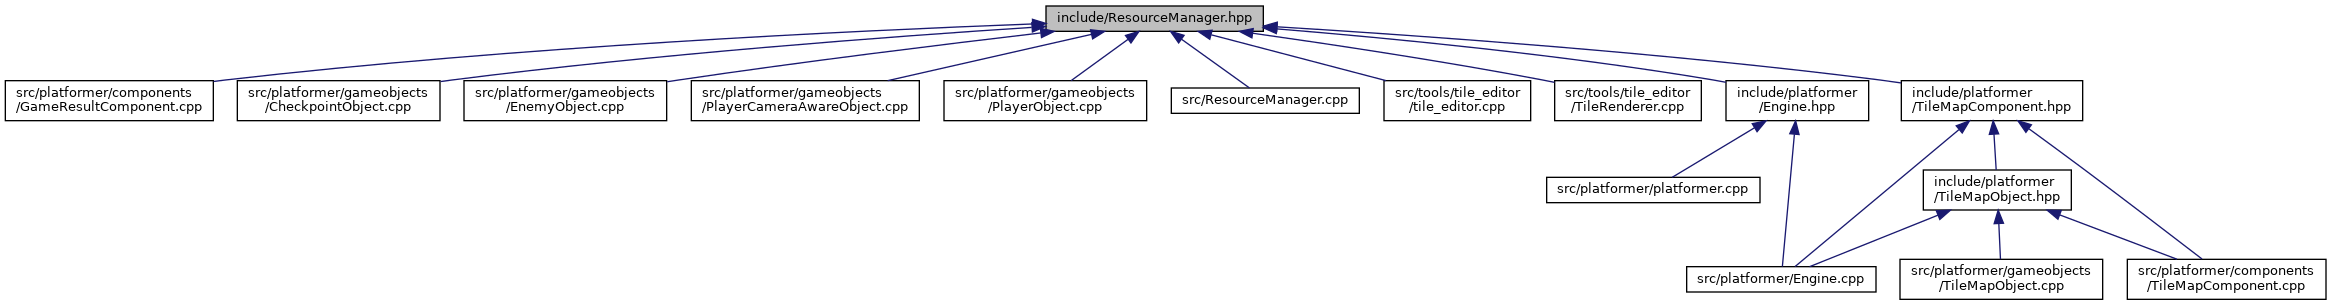 include/ResourceManager.hpp
src/platformer/components
/GameResultComponent.cpp
src/platformer/gameobjects
/CheckpointObject.cpp
src/platformer/gameobjects
/EnemyObject.cpp
src/platformer/gameobjects
/PlayerCameraAwareObject.cpp
src/platformer/gameobjects
/PlayerObject.cpp
src/ResourceManager.cpp
src/tools/tile_editor
/tile_editor.cpp
src/tools/tile_editor
/TileRenderer.cpp
include/platformer
/Engine.hpp
include/platformer
/TileMapComponent.hpp
src/platformer/platformer.cpp
include/platformer
/TileMapObject.hpp
src/platformer/Engine.cpp
src/platformer/gameobjects
/TileMapObject.cpp
src/platformer/components
/TileMapComponent.cpp